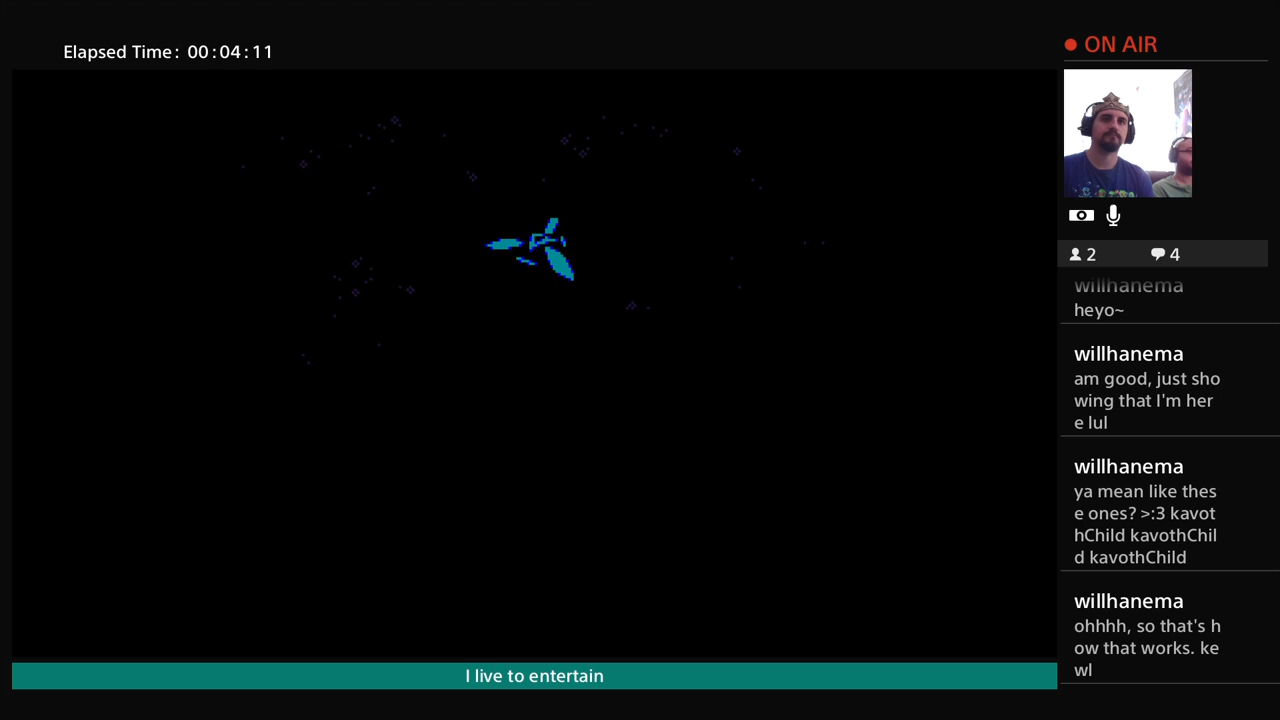 Elapsed Time: 00:04:11
ON AIR
2 4
willhanema
heyo~
willhanema
am good, just sho
wing that I'm her
e lul
willhanema
ya mean like thes
e ones? >:3 kavot
hChild kavothChil
d kavothChild
willhanema
ohhhh, so that's h
ow that works. ke
wl
I live to entertain